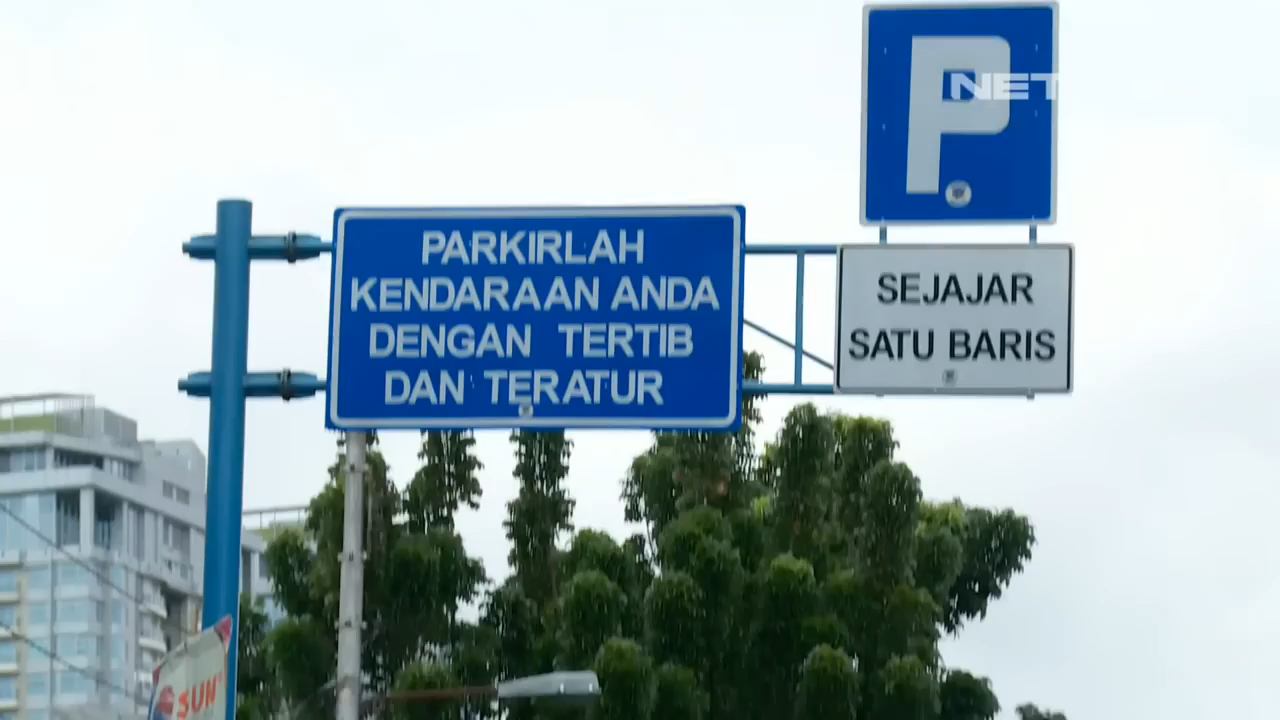 P
NET
PARKIRLAH
KENDARAAN ANDA
DENGAN TERTIB
DAN TERATUR
SEJAJAR
SATU BARIS
SUN